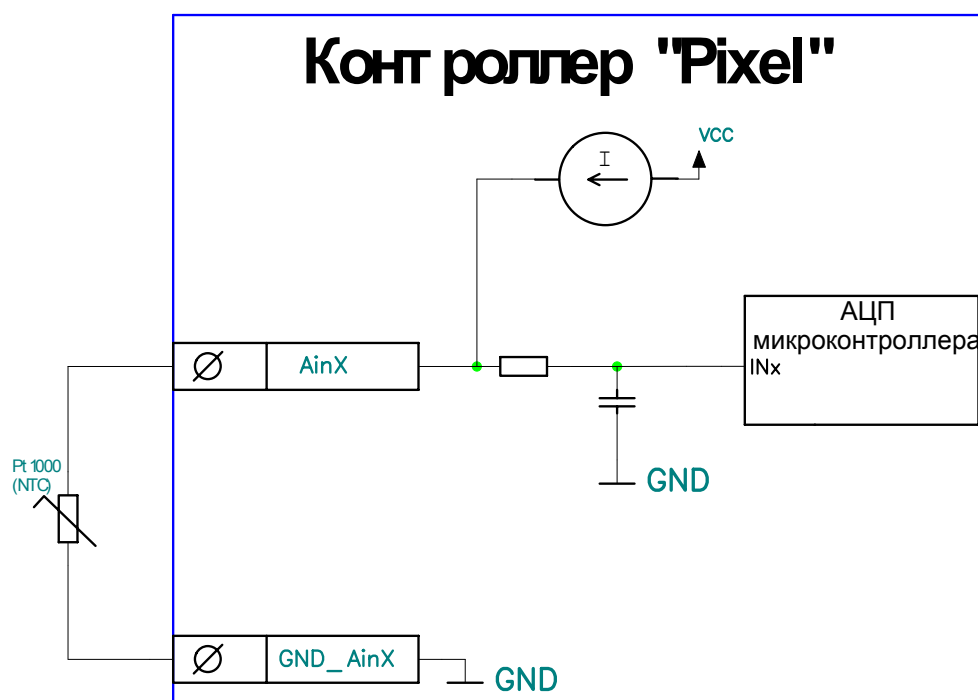 Контроллер "Pixel"
VCC
I
АЦП
микроконтроллера
INx
AinX
Pt 1000
(NTC)
GND
GND_AinX
GND